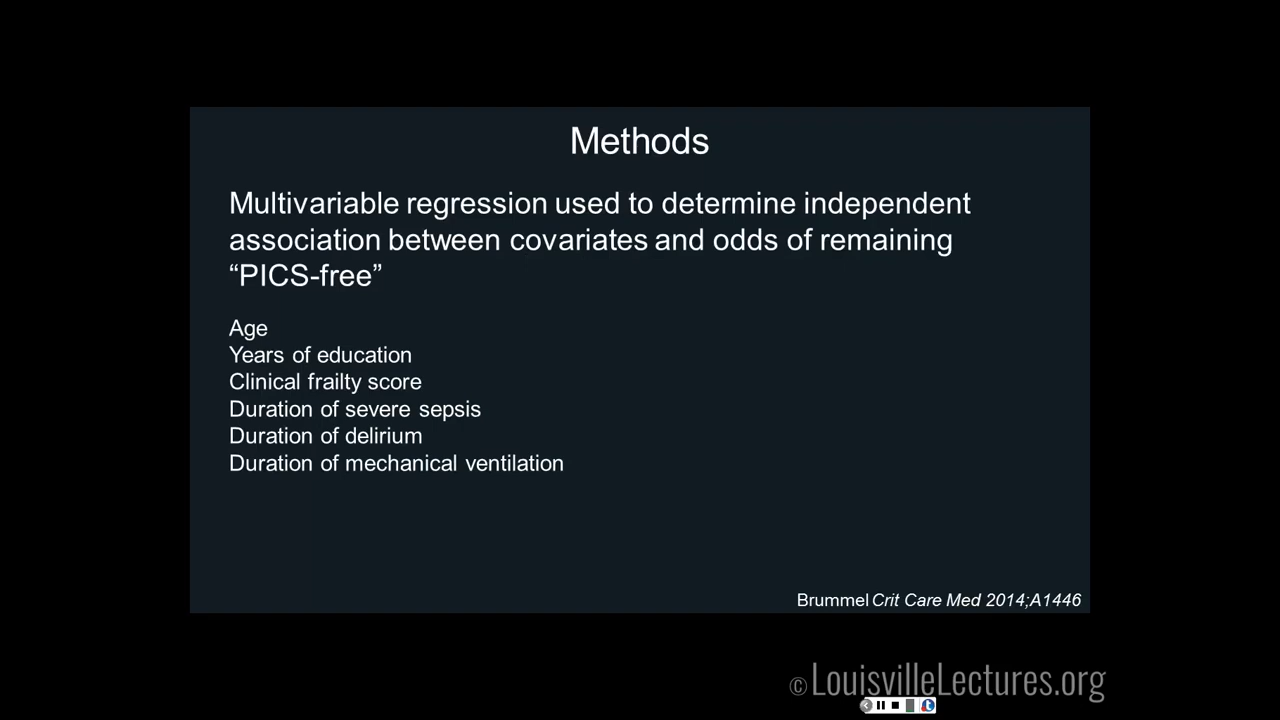 Methods
Multivariable regression used to determine independent
association between covariates and odds of remaining
“PICS-free”
Age
Years of education
Clinical frailty score
Duration of severe sepsis
Duration of delirium
Duration of mechanical ventilation
Brummel Crit Care Med 2014;A1446
© LouisvilleLectures.org